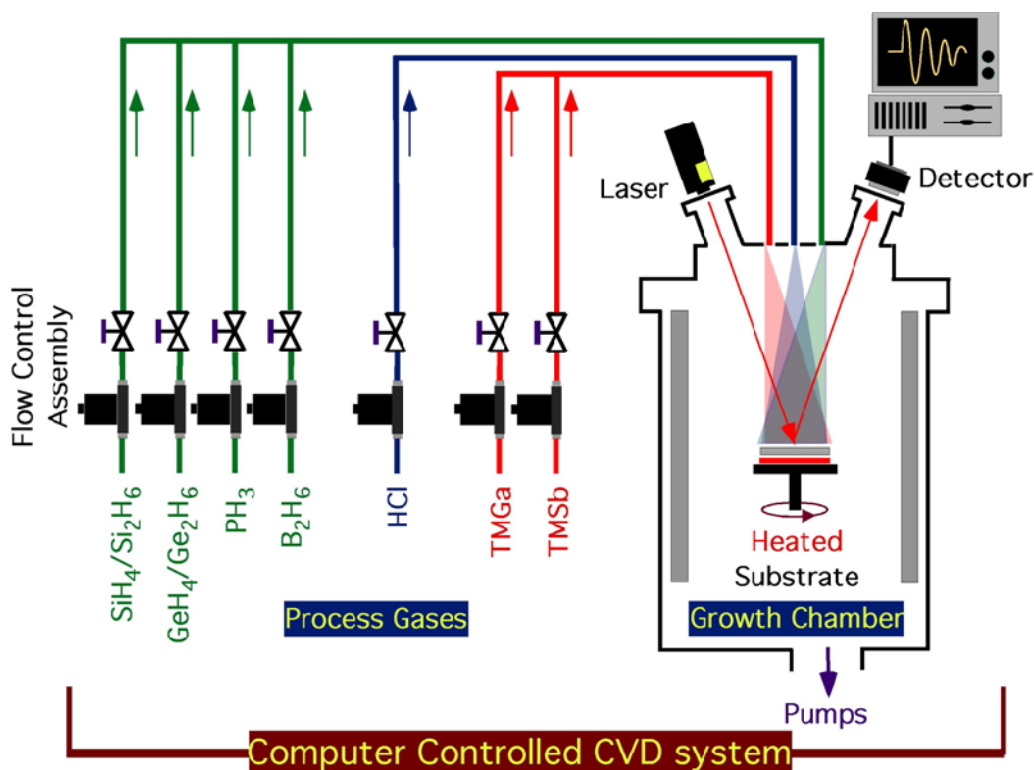 Laser
Detector
Flow Control
Assembly
SiH₄/Si₂H₆
GeH₄/Ge₂H₆
PH₃
B₂H₆
HCl
TMGa
TMSb
Heated
Substrate
Process Gases
Growth Chamber
Pumps
Computer Controlled CVD system